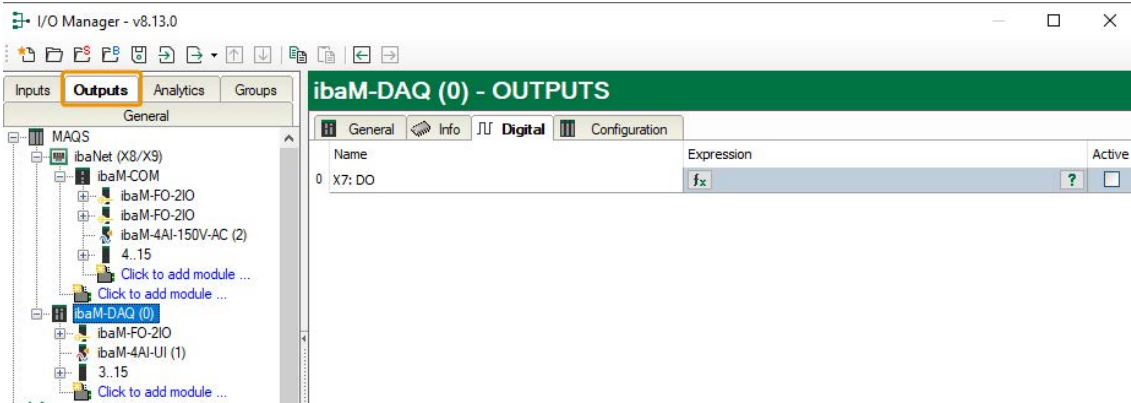 I/O Manager - v8.13.0
Inputs Outputs Analytics Groups
General
MAQS
ibaNet (X8/X9)
ibaM-COM
ibaM-FO-2IO
ibaM-FO-2IO
ibaM-4AI-150V-AC (2)
4..15
Click to add module ...
Click to add module ...
ibaM-DAQ (0)
ibaM-FO-2IO
ibaM-4AI-UI (1)
3..15
Click to add module ...
ibaM-DAQ (0) - OUTPUTS
General Info Digital Configuration
Name Expression Active
0 X7: DO fx ?